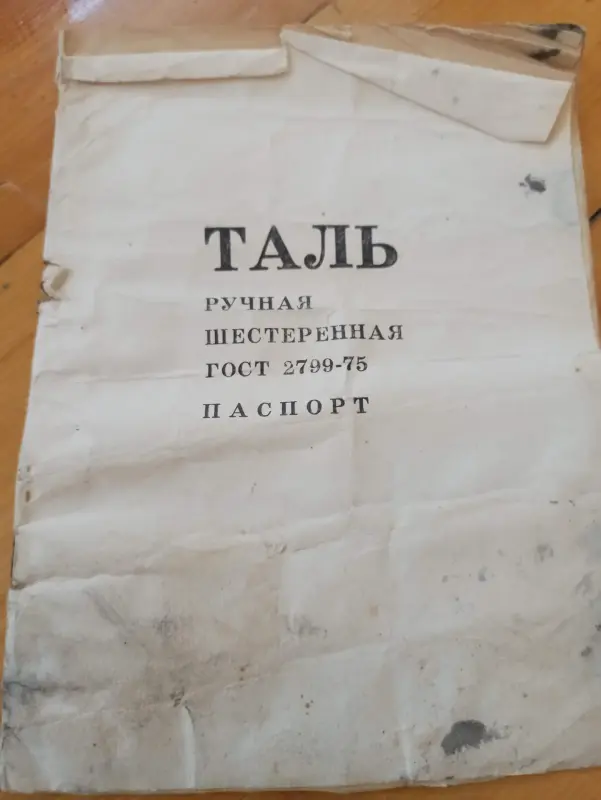 ТАЛЬ
РУЧНАЯ
ШЕСТЕРЕННАЯ
ГОСТ 2799-75
ПАСПОРТ